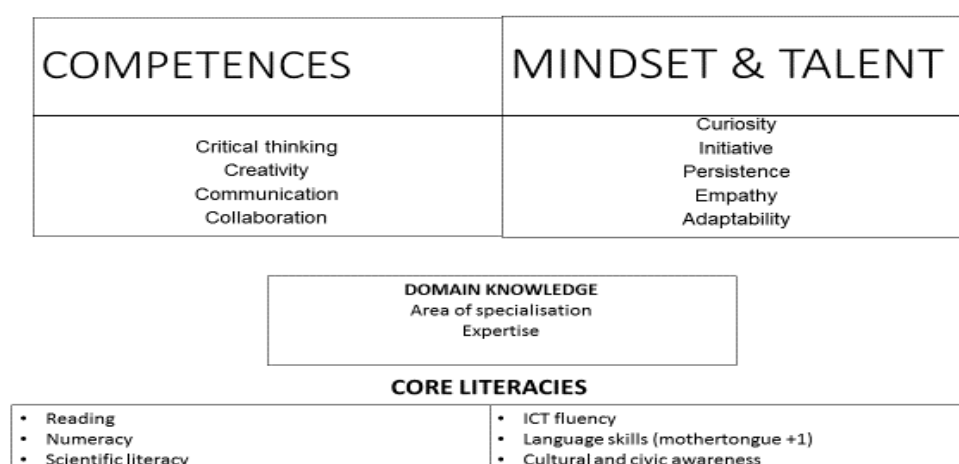 COMPETENCES
Critical thinking
Creativity
Communication
Collaboration
MINDSET & TALENT
Curiosity
Initiative
Persistence
Empathy
Adaptability
DOMAIN KNOWLEDGE
Area of specialisation
Expertise
CORE LITERACIES
• Reading
• Numeracy
• Scientific literacy
• ICT fluency
• Language skills (mothertongue +1)
• Cultural and civic awareness